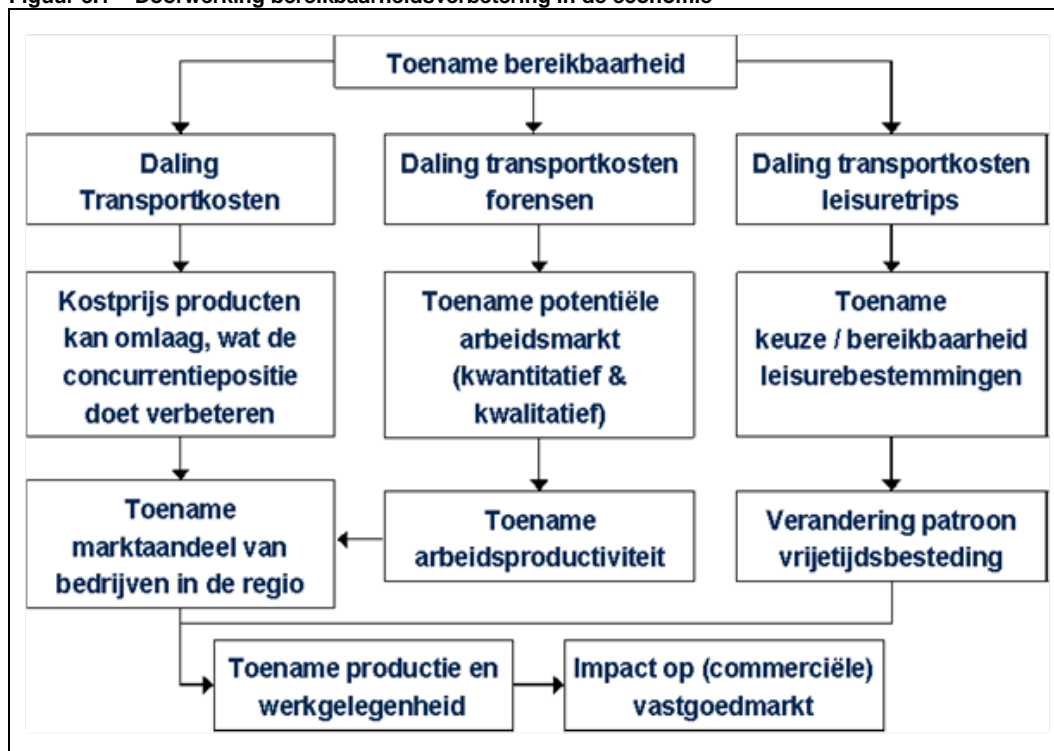 Toename bereikbaarheid
Daling
Transportkosten
Daling transportkosten
forensen
Daling transportkosten
leisuretrips
Kostprijs producten
kan omlaag, wat de
concurrentiepositie
doet verbeteren
Toename potentiële
arbeidsmarkt
(kwantitatief &
kwalitatief)
Toename
keuze / bereikbaarheid
leisurebestemmingen
Toename
marktaandeel van
bedrijven in de regio
Toename
arbeidsproductiviteit
Verandering patroon
vrijetijdsbesteding
Toename productie en
werkgelegenheid
Impact op (commerciële)
vastgoedmarkt